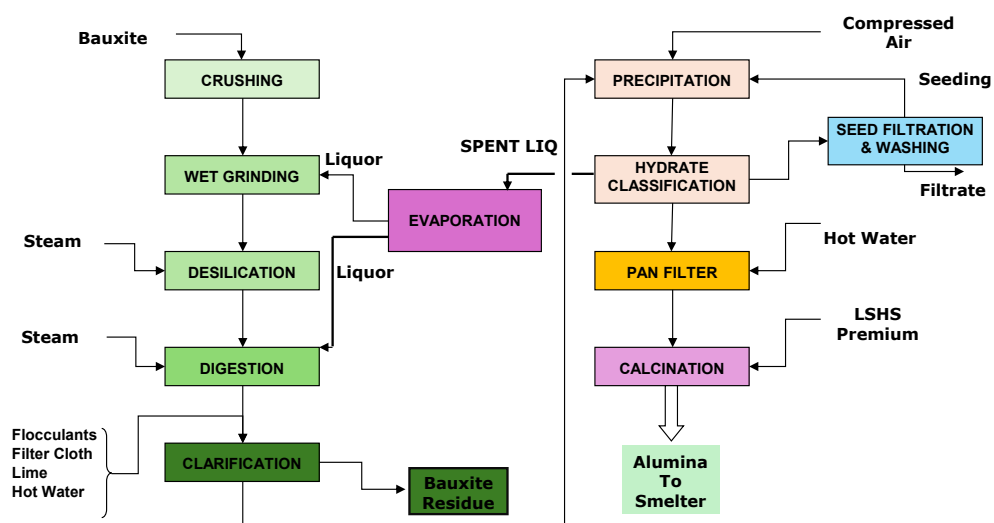 Bauxite
CRUSHING
WET GRINDING
Liquor
SPENT LIQ
EVAPORATION
Steam
DESILICATION
Liquor
Steam
DIGESTION
Flocculants
Filter Cloth
Lime
Hot Water
CLARIFICATION
Bauxite
Residue
Compressed
Air
PRECIPITATION
Seeding
SEED FILTRATION
& WASHING
HYDRATE
CLASSIFICATION
Filtrate
PAN FILTER
Hot Water
LSHS
Premium
CALCINATION
Alumina
To
Smelter